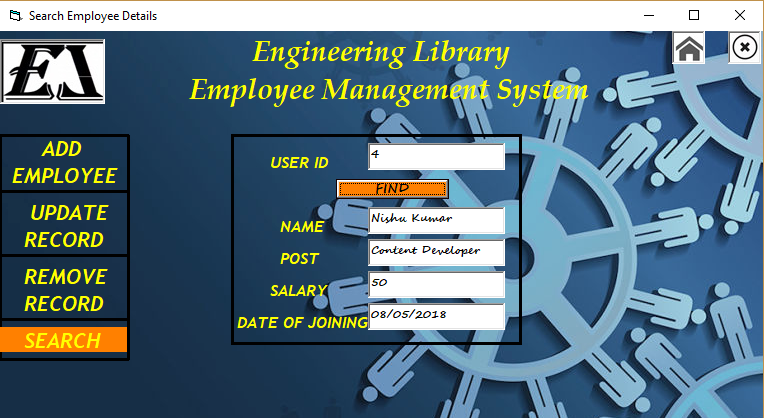 Search Employee Details
Engineering Library
Employee Management System
ADD
EMPLOYEE
UPDATE
RECORD
REMOVE
RECORD
SEARCH
USER ID 4
FIND
NAME Nishu Kumar
POST Content Developer
SALARY 50
DATE OF JOINING 08/05/2018